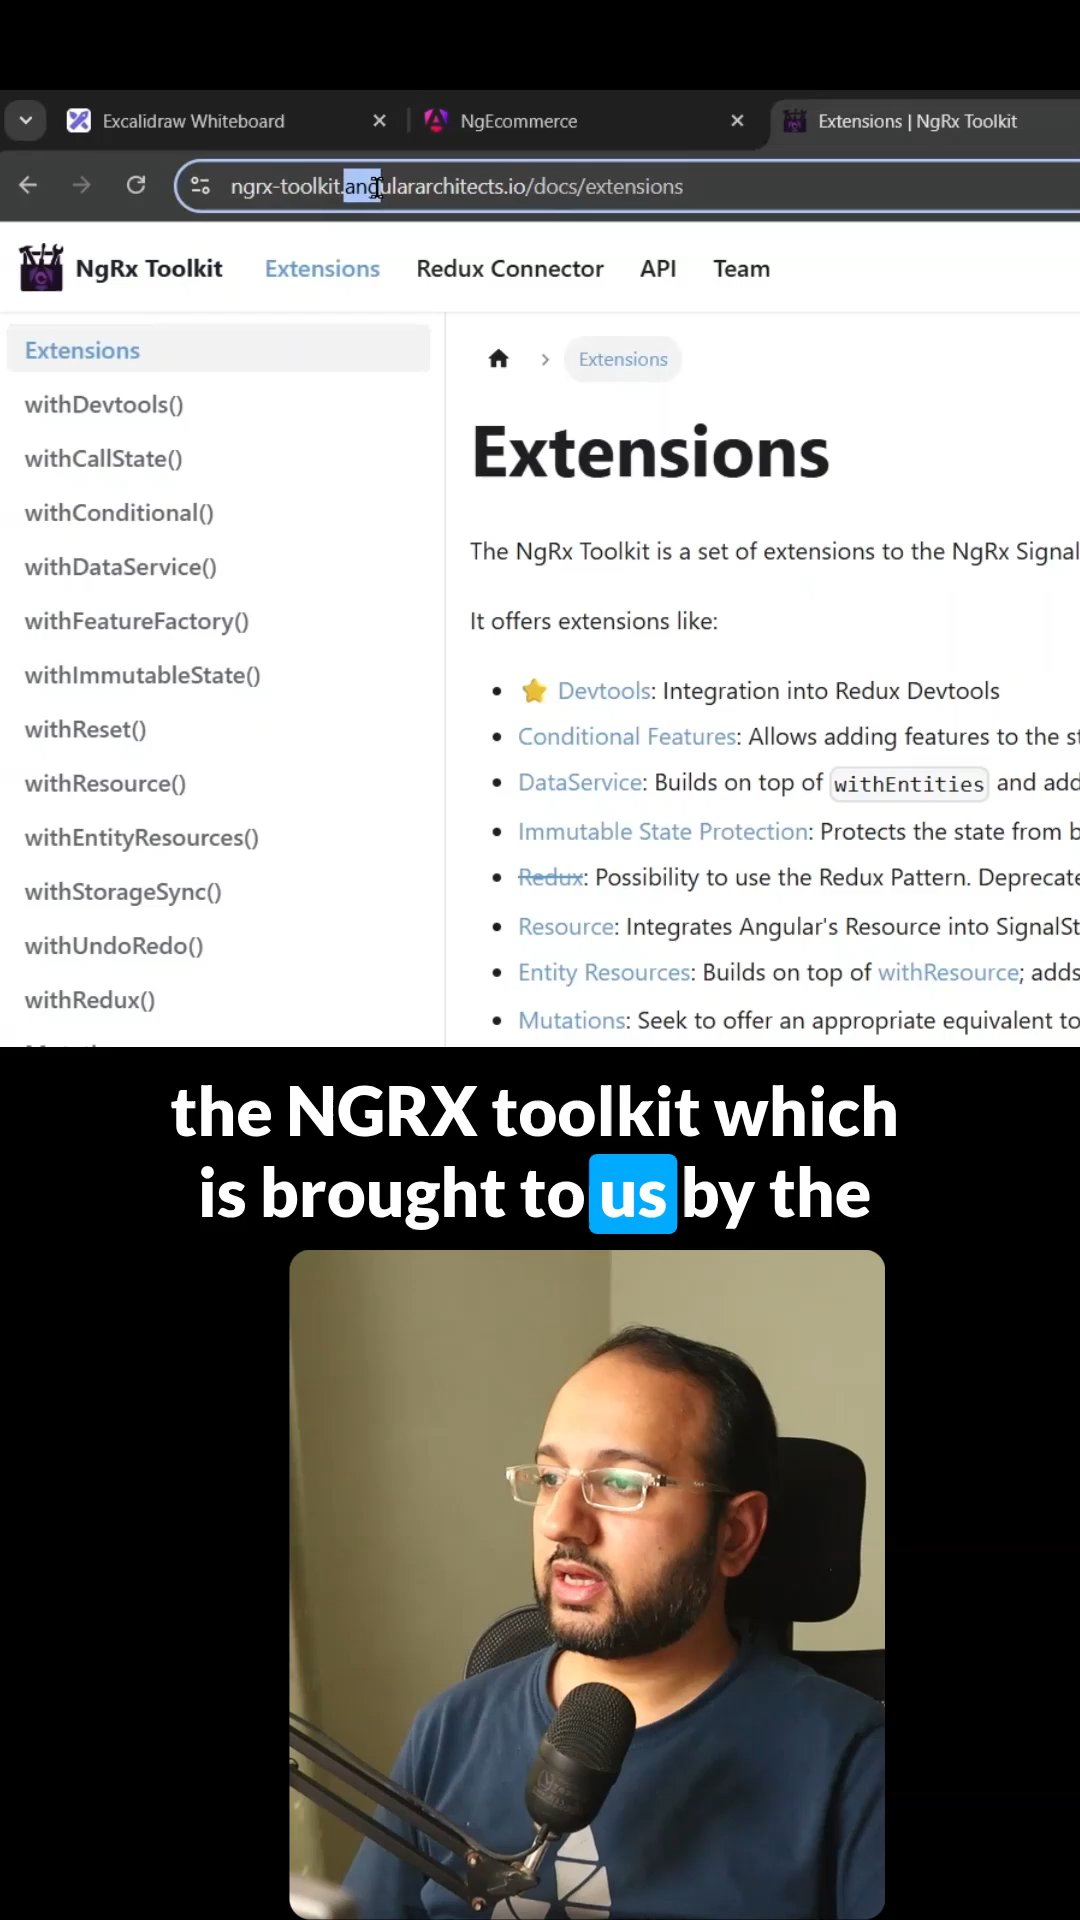 Excalidraw Whiteboard
NgEcommerce
Extensions | NgRx Toolkit
ngrx-toolkit.angulararchitects.io/docs/extensions
NgRx Toolkit
Extensions
Redux Connector
API
Team
Extensions
withDevtools()
withCallState()
withConditional()
withDataService()
withFeatureFactory()
withImmutableState()
withReset()
withResource()
withEntityResources()
withStorageSync()
withUndoRedo()
withRedux()
Extensions
Extensions
The NgRx Toolkit is a set of extensions to the NgRx Signal
It offers extensions like:
Devtools: Integration into Redux Devtools
Conditional Features: Allows adding features to the st
DataService: Builds on top of withEntities and add
Immutable State Protection: Protects the state from b
Redux: Possibility to use the Redux Pattern. Deprecate
Resource: Integrates Angular's Resource into SignalSt
Entity Resources: Builds on top of withResource; adds
Mutations: Seek to offer an appropriate equivalent to
the NGRX toolkit which
is brought to us by the